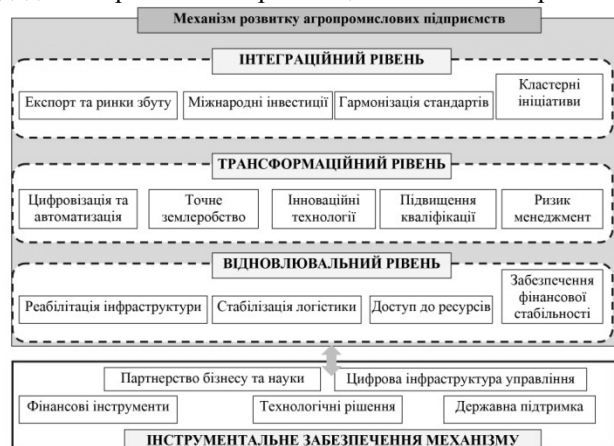 Механізм розвитку агропромислових підприємств
ІНТЕГРАЦІЙНИЙ РІВЕНЬ
Експорт та ринки збуту
Міжнародні інвестиції
Гармонізація стандартів
Кластерні
ініціативи
ТРАНСФОРМАЦІЙНИЙ РІВЕНЬ
Цифровізація та
автоматизація
Точне
землеробство
Інноваційні
технології
Підвищення
кваліфікації
Ризик
менеджмент
ВІДНОВЛЮВАЛЬНИЙ РІВЕНЬ
Реабілітація інфраструктури
Стабілізація логістики
Доступ до ресурсів
Забезпечення
фінансової
стабільності
Партнерство бізнесу та науки
Цифрова інфраструктура управління
Фінансові інструменти
Технологічні рішення
Державна підтримка
ІНСТРУМЕНТАЛЬНЕ ЗАБЕЗПЕЧЕННЯ МЕХАНІЗМУ